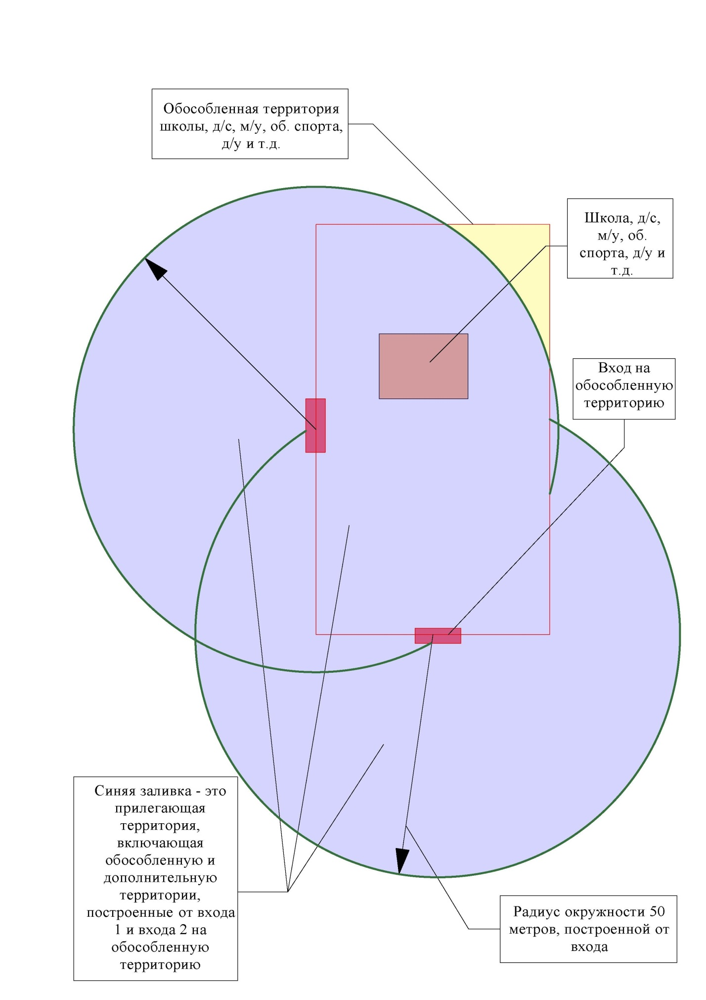 Обособленная территория
школы, д/с, м/у, об. спорта,
д/у и т.д.
Школа, д/с,
м/у, об.
спорта, д/у и
т.д.
Вход на
обособленную
территорию
Синяя заливка - это
прилегающая
территория,
включающая
обособленную и
дополнительную
территории,
построенные от входа
1 и входа 2 на
обособленную
территорию
Радиус окружности 50
метров, построенной от
входа